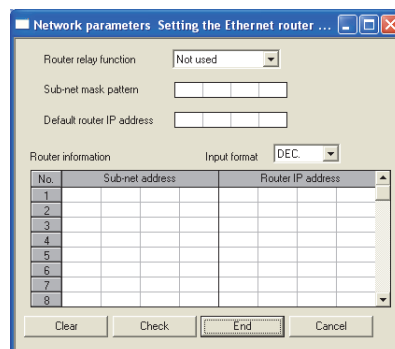 Network parameters Setting the Ethernet router ...
Router relay function Not used
Sub-net mask pattern
Default router IP address
Router information Input format DEC.
No. Sub-net address Router IP address
1
2
3
4
5
6
7
8
Clear Check End Cancel